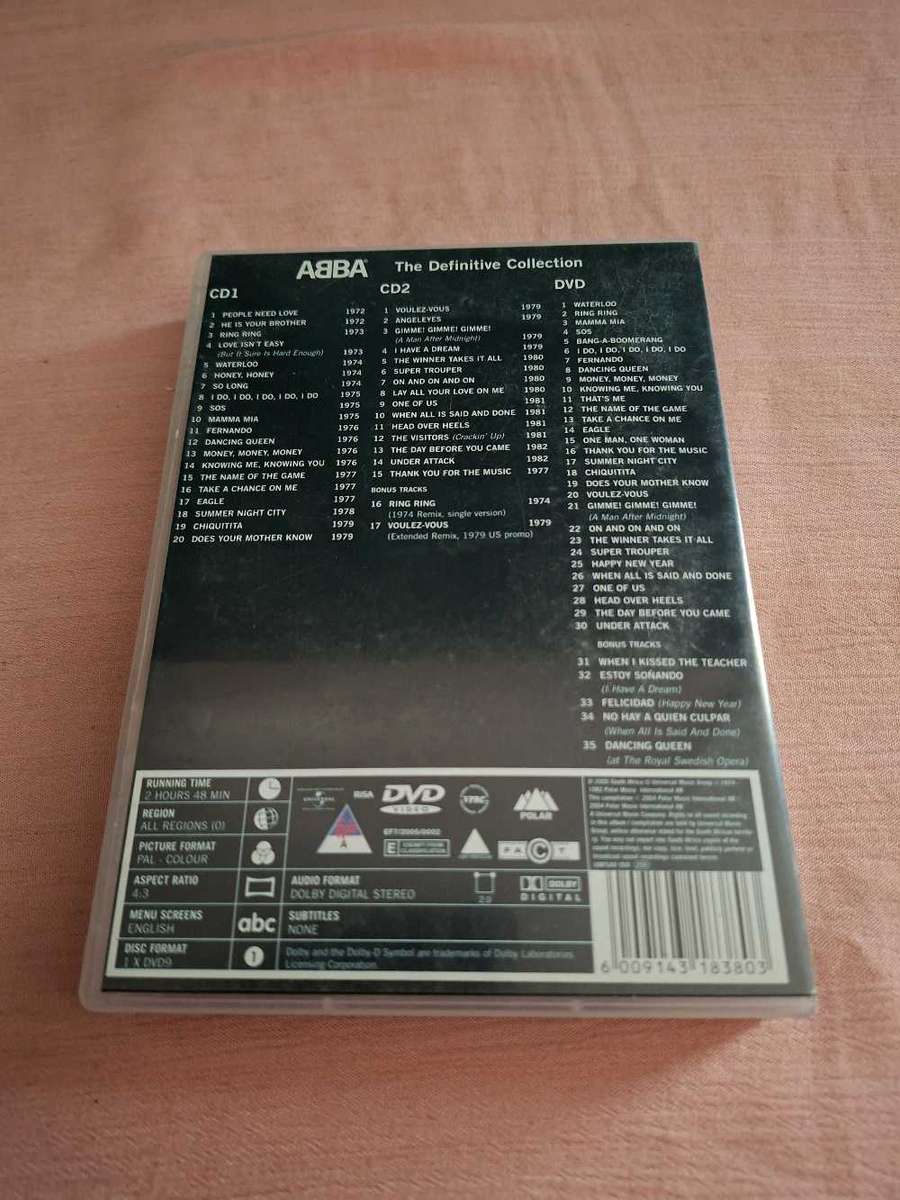 ABBA The Definitive Collection
CD1
1 PEOPLE NEED LOVE 1972
2 HE IS YOUR BROTHER 1972
3 RING RING 1973
4 LOVE ISN'T EASY
(But It Sure Is Hard Enough) 1973
5 WATERLOO 1974
6 HONEY, HONEY 1974
7 SO LONG 1974
8 I DO, I DO, I DO, I DO, I DO 1975
9 SOS 1975
10 MAMMA MIA 1975
11 FERNANDO 1976
12 DANCING QUEEN 1976
13 MONEY, MONEY, MONEY 1976
14 KNOWING ME, KNOWING YOU 1976
15 THE NAME OF THE GAME 1977
16 TAKE A CHANCE ON ME 1977
17 EAGLE 1977
18 SUMMER NIGHT CITY 1978
19 CHIQUITITA 1979
20 DOES YOUR MOTHER KNOW 1979
CD2
1 VOULEZ-VOUS 1979
2 ANGELEYES 1979
3 GIMME! GIMME! GIMME!
(A Man After Midnight) 1979
4 I HAVE A DREAM 1979
5 THE WINNER TAKES IT ALL 1980
6 SUPER TROUPER 1980
7 ON AND ON AND ON 1980
8 LAY ALL YOUR LOVE ON ME 1980
9 ONE OF US 1981
10 WHEN ALL IS SAID AND DONE 1981
11 HEAD OVER HEELS 1981
12 THE VISITORS (Crackin' Up) 1981
13 THE DAY BEFORE YOU CAME 1982
14 UNDER ATTACK 1982
15 THANK YOU FOR THE MUSIC 1977
BONUS TRACKS
16 RING RING 1974
(1974 Remix, single version)
17 VOULEZ-VOUS 1979
(Extended Remix, 1979 US promo)
DVD
1 WATERLOO
2 RING RING
3 MAMMA MIA
4 SOS
5 BANG-A-BOOMERANG
6 I DO, I DO, I DO, I DO, I DO
7 FERNANDO
8 DANCING QUEEN
9 MONEY, MONEY, MONEY
10 KNOWING ME, KNOWING YOU
11 THAT'S ME
12 THE NAME OF THE GAME
13 TAKE A CHANCE ON ME
14 EAGLE
15 ONE MAN, ONE WOMAN
16 THANK YOU FOR THE MUSIC
17 SUMMER NIGHT CITY
18 CHIQUITITA
19 DOES YOUR MOTHER KNOW
20 VOULEZ-VOUS
21 GIMME! GIMME! GIMME!
(A Man After Midnight)
22 ON AND ON AND ON
23 THE WINNER TAKES IT ALL
24 SUPER TROUPER
25 HAPPY NEW YEAR
26 WHEN ALL IS SAID AND DONE
27 ONE OF US
28 HEAD OVER HEELS
29 THE DAY BEFORE YOU CAME
30 UNDER ATTACK
BONUS TRACKS
31 WHEN I KISSED THE TEACHER
32 ESTOY SOÑANDO
(I Have A Dream)
33 FELICIDAD (Happy New Year)
34 NO HAY A QUIEN CULPAR
(When All Is Said And Done)
35 DANCING QUEEN
(at The Royal Swedish Opera)
RUNNING TIME
2 HOURS 48 MIN
REGION
ALL REGIONS (0)
PICTURE FORMAT
PAL - COLOUR
ASPECT RATIO
4:3
MENU SCREENS
ENGLISH
abc
DISC FORMAT
1 X DVD9
1
UNIVERSAL
RISA
DVD
VIDEO
POLAR
EFT/2005/0002
E EXEMPT FROM CLASSIFICATION
FACT
AUDIO FORMAT
DOLBY DIGITAL STEREO
2.0
DOLBY
DIGITAL
SUBTITLES
NONE
Dolby and the Dolby-D Symbol are trademarks of Dolby Laboratories
Licensing Corporation
6 009143 183803